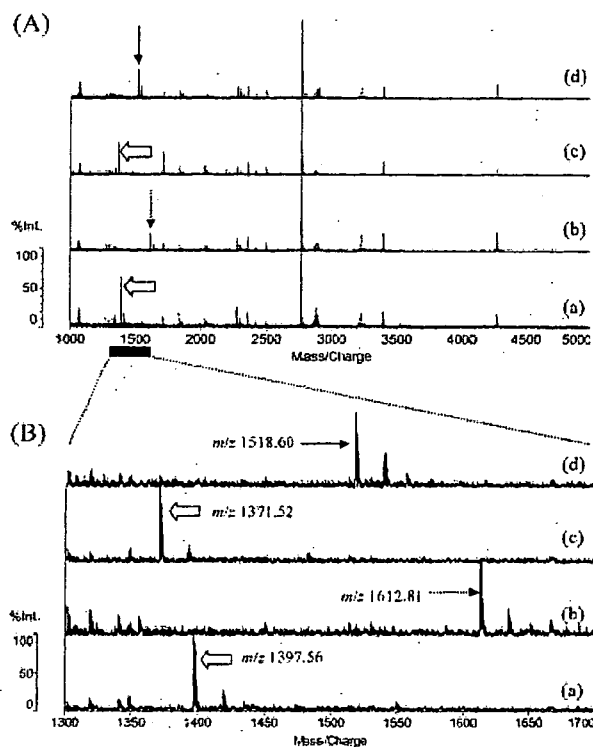 (A)
(d)
(c)
(b)
%Int.
100
50
0
(a)
1000 1500 2000 2500 3000 3500 4000 4500 5000
Mass/Charge
(B)
m/z 1518.60
(d)
m/z 1371.52
(c)
m/z 1612.81
(b)
%Int.
100
m/z 1397.56
50
0
(a)
1300 1350 1400 1450 1500 1550 1600 1650 1700
Mass/Charge